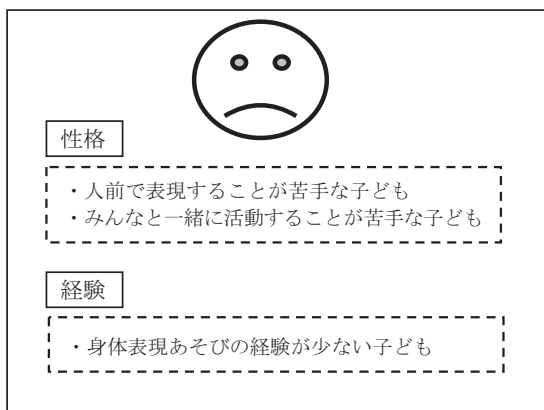 性格
・人前で表現することが苦手な子ども
・みんなと一緒に活動することが苦手な子ども
経験
・身体表現あそびの経験が少ない子ども